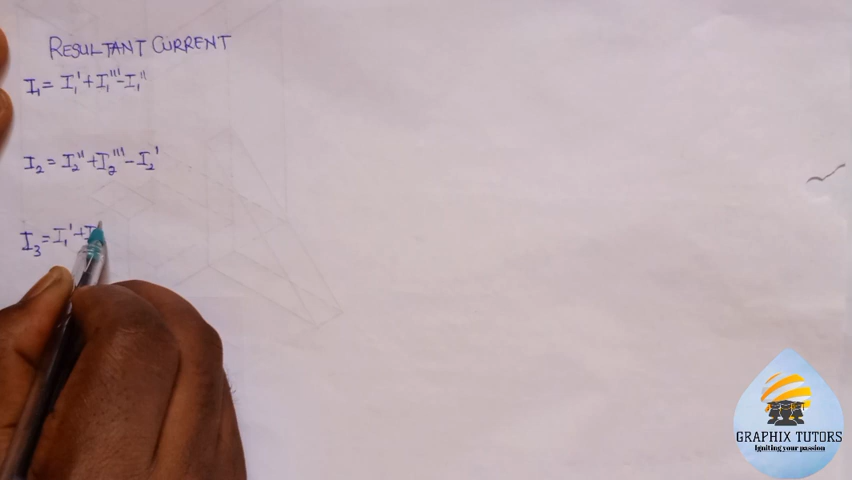 RESULTANT CURRENT
I₁ = I₁' + I₁''' - I₁''
I₂ = I₂'' + I₂''' - I₂'
I₃ = I₁' + I
GRAPHIX TUTORS
Igniting your passion